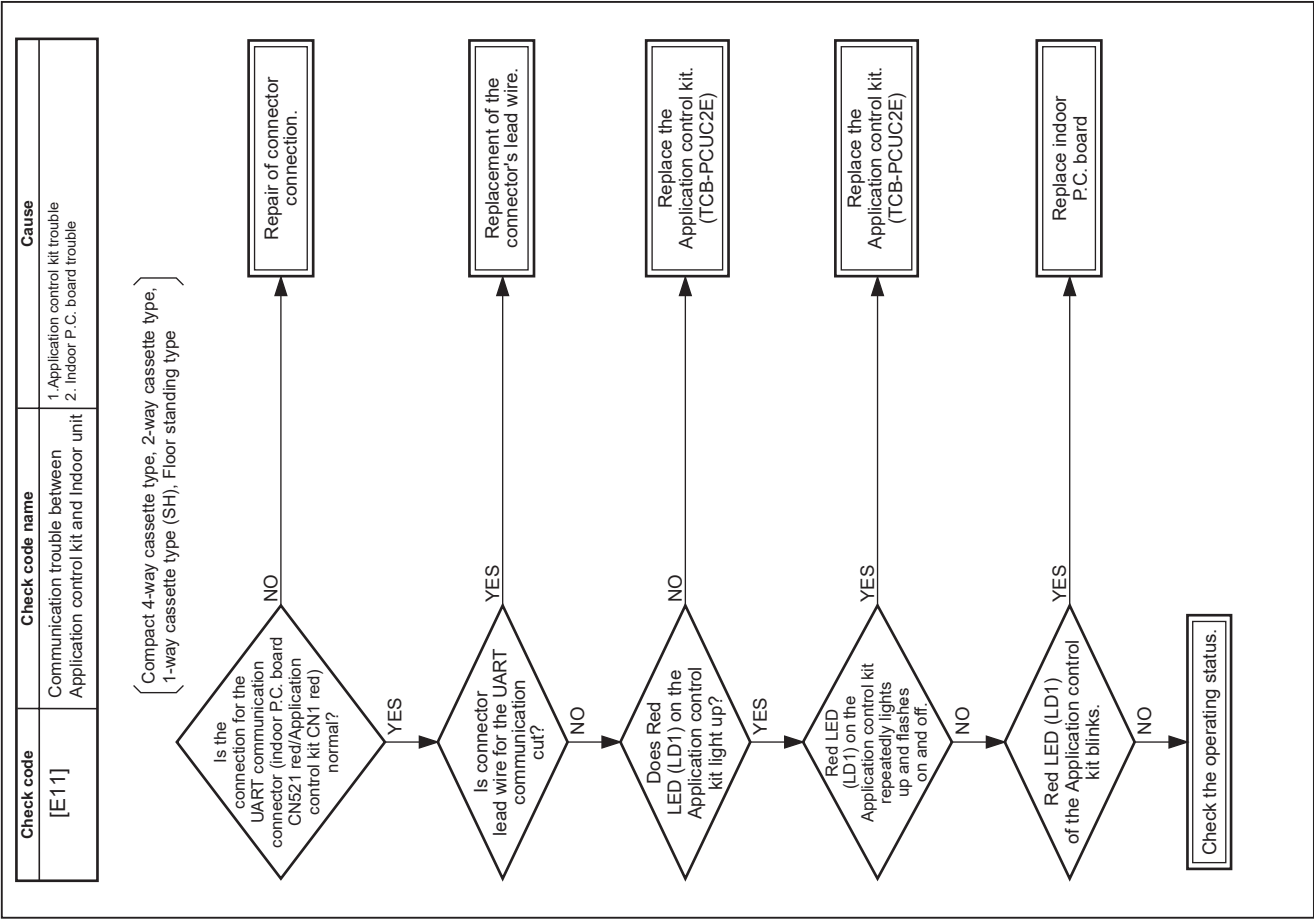 Check code
Check code name
Cause
[E11]
Communication trouble between
Application control kit and Indoor unit
1.Application control kit trouble
2. Indoor P.C. board trouble
Compact 4-way cassette type, 2-way cassette type,
1-way cassette type (SH), Floor standing type
Is the
connection for the
UART communication
connector (indoor P.C. board
CN521 red/Application
control kit CN1 red)
normal?
NO
Repair of connector
connection.
YES
Is connector
lead wire for the UART
communication
cut?
YES
Replacement of the
connector's lead wire.
NO
Does Red
LED (LD1) on the
Application control
kit light up?
NO
Replace the
Application control kit.
(TCB-PCUC2E)
YES
Red LED
(LD1) on the
Application control kit
repeatedly lights
up and flashes
on and off.
YES
Replace the
Application control kit.
(TCB-PCUC2E)
NO
Red LED (LD1)
of the Application control
kit blinks.
YES
Replace indoor
P.C. board
NO
Check the operating status.